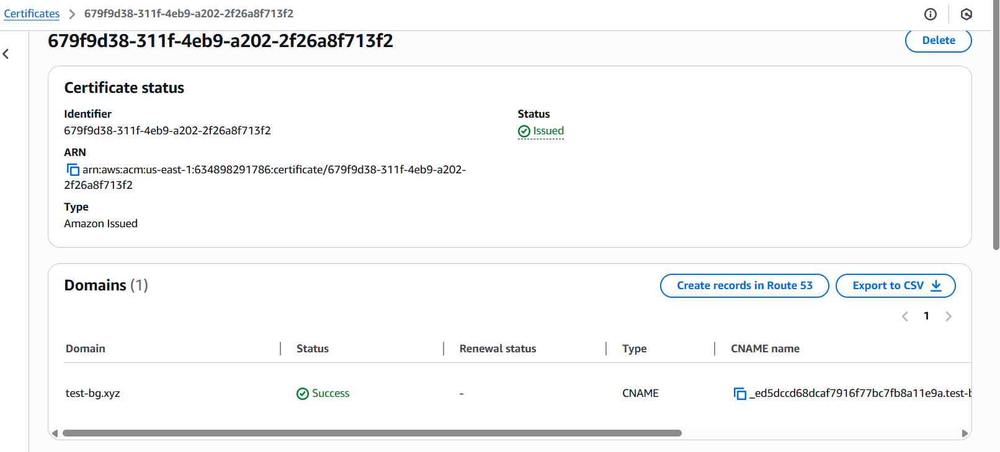 Certificates > 679f9d38-311f-4eb9-a202-2f26a8f713f2
679f9d38-311f-4eb9-a202-2f26a8f713f2
Delete
Certificate status
Identifier
679f9d38-311f-4eb9-a202-2f26a8f713f2
Status
Issued
ARN
arn:aws:acm:us-east-1:634898291786:certificate/679f9d38-311f-4eb9-a202-
2f26a8f713f2
Type
Amazon Issued
Domains (1)
Create records in Route 53
Export to CSV
1
Domain Status Renewal status Type CNAME name
test-bg.xyz Success - CNAME _ed5dccd68dcaf7916f77bc7fb8a11e9a.test-b